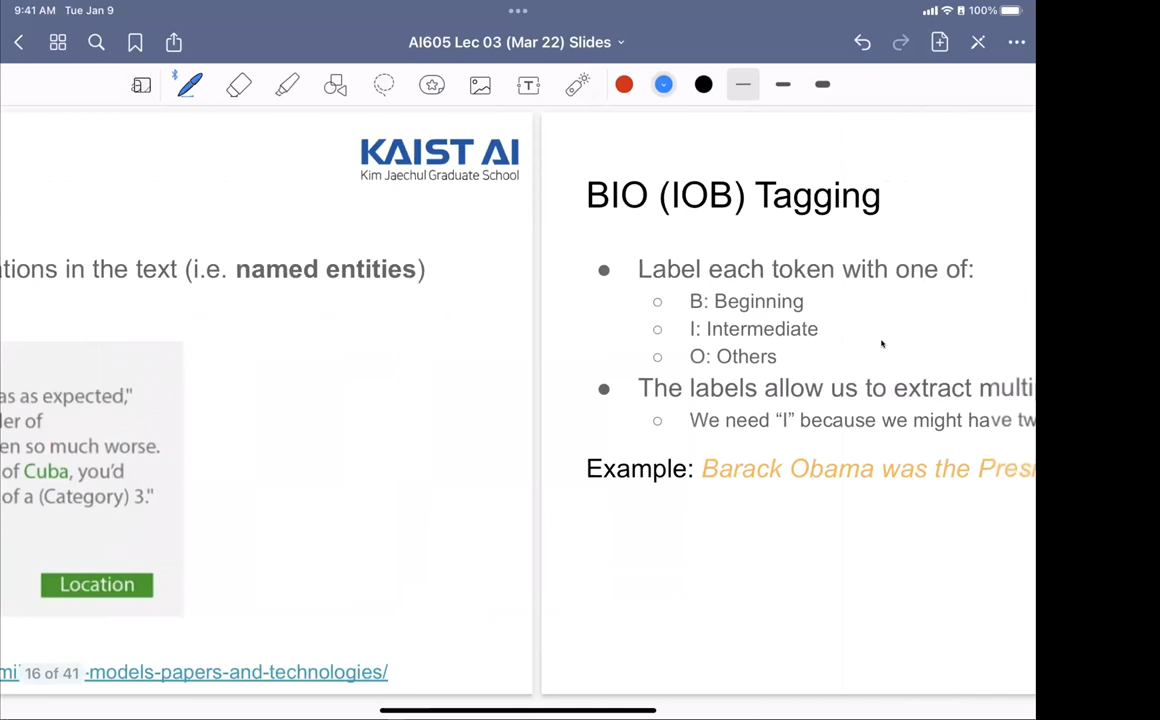 9:41 AM Tue Jan 9
100%
AI605 Lec 03 (Mar 22) Slides
KAIST AI
Kim Jaechul Graduate School
tions in the text (i.e. named entities)
as as expected,"
er of
en so much worse.
of Cuba, you'd
of a (Category) 3."
Location
16 of 41
-models-papers-and-technologies/
BIO (IOB) Tagging
● Label each token with one of:
○ B: Beginning
○ I: Intermediate
○ O: Others
● The labels allow us to extract multi
○ We need “I” because we might have tw
Example: Barack Obama was the Presi